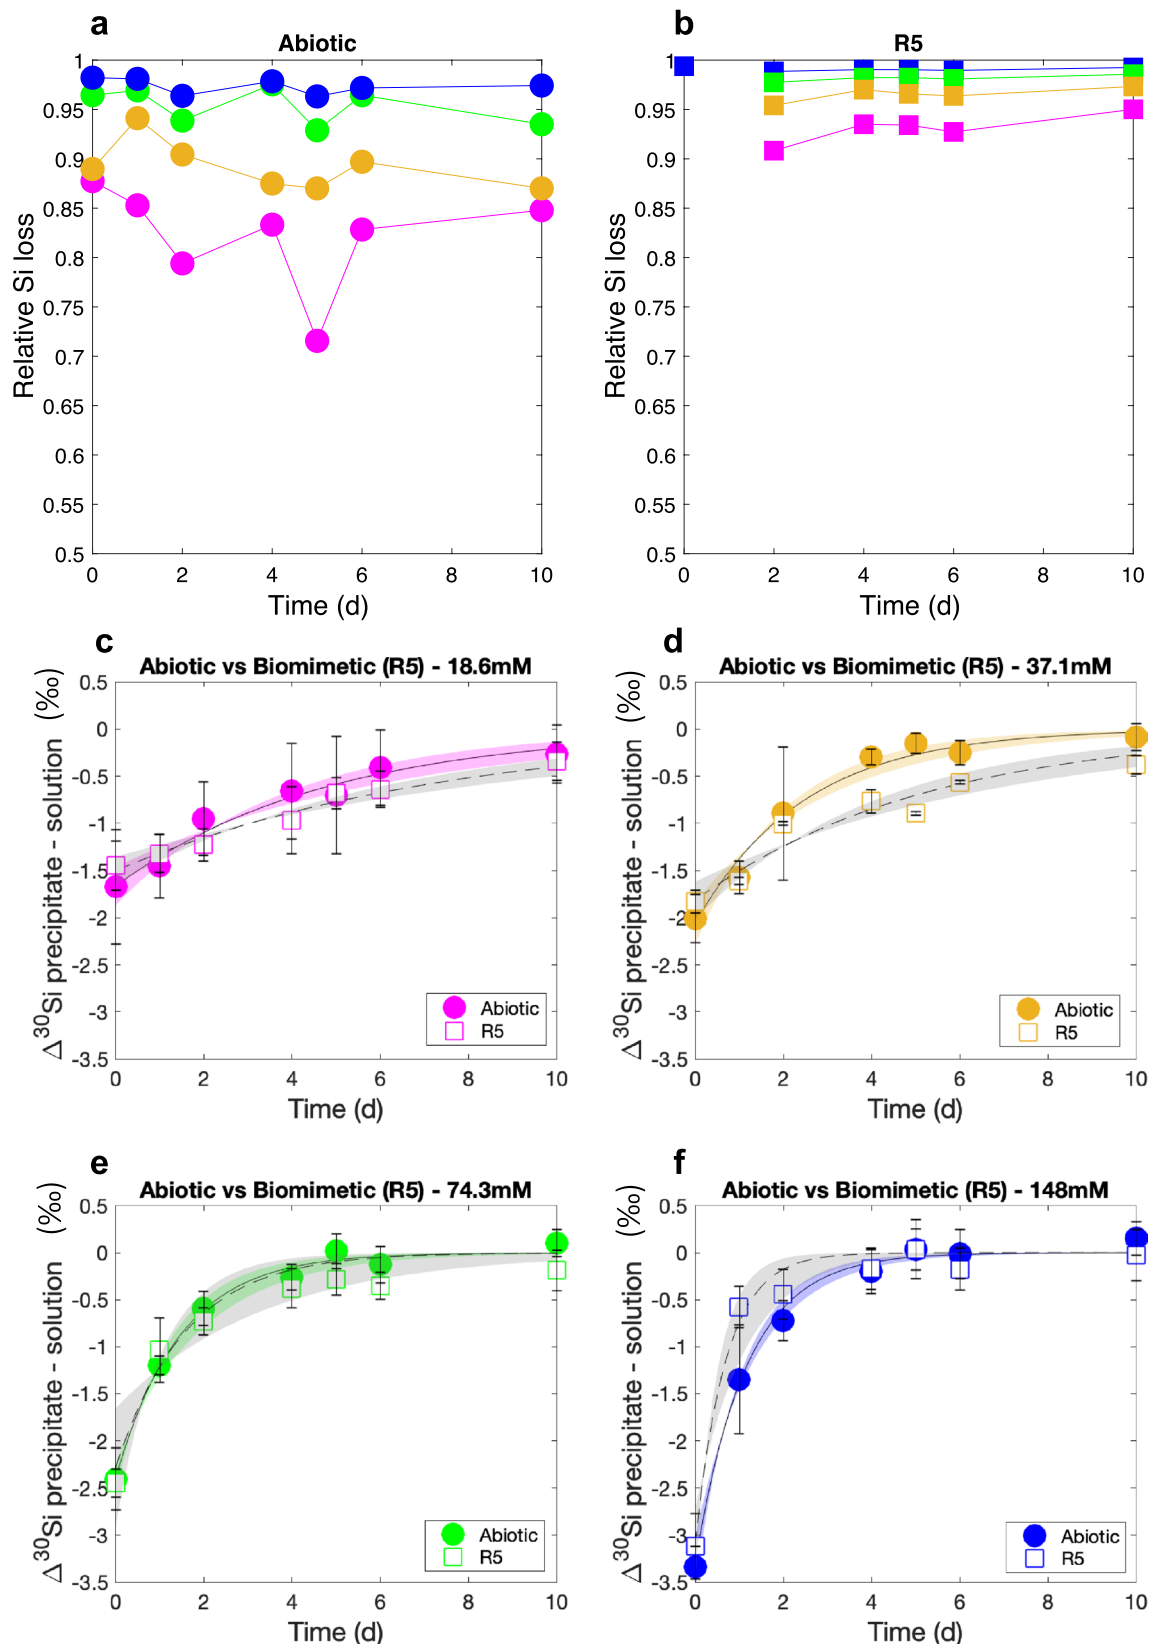 a
Abiotic
Relative Si loss
1
0.95
0.9
0.85
0.8
0.75
0.7
0.65
0.6
0.55
0.5
0 2 4 6 8 10
Time (d)
b
R5
Relative Si loss
1
0.95
0.9
0.85
0.8
0.75
0.7
0.65
0.6
0.55
0.5
0 2 4 6 8 10
Time (d)
c
Abiotic vs Biomimetic (R5) - 18.6mM
Δ³⁰Si precipitate - solution (‰)
0.5
0
-0.5
-1
-1.5
-2
-2.5
-3
-3.5
Abiotic
R5
0 2 4 6 8 10
Time (d)
d
Abiotic vs Biomimetic (R5) - 37.1mM
Δ³⁰Si precipitate - solution (‰)
0.5
0
-0.5
-1
-1.5
-2
-2.5
-3
-3.5
Abiotic
R5
0 2 4 6 8 10
Time (d)
e
Abiotic vs Biomimetic (R5) - 74.3mM
Δ³⁰Si precipitate - solution (‰)
0.5
0
-0.5
-1
-1.5
-2
-2.5
-3
-3.5
Abiotic
R5
0 2 4 6 8 10
Time (d)
f
Abiotic vs Biomimetic (R5) - 148mM
Δ³⁰Si precipitate - solution (‰)
0.5
0
-0.5
-1
-1.5
-2
-2.5
-3
-3.5
Abiotic
R5
0 2 4 6 8 10
Time (d)